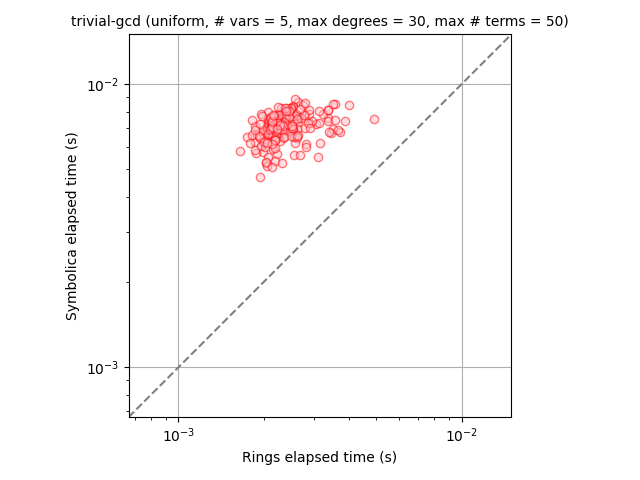 trivial-gcd (uniform, # vars = 5, max degrees = 30, max # terms = 50)
Symbolica elapsed time (s)
10⁻²
10⁻³
10⁻³
10⁻²
Rings elapsed time (s)